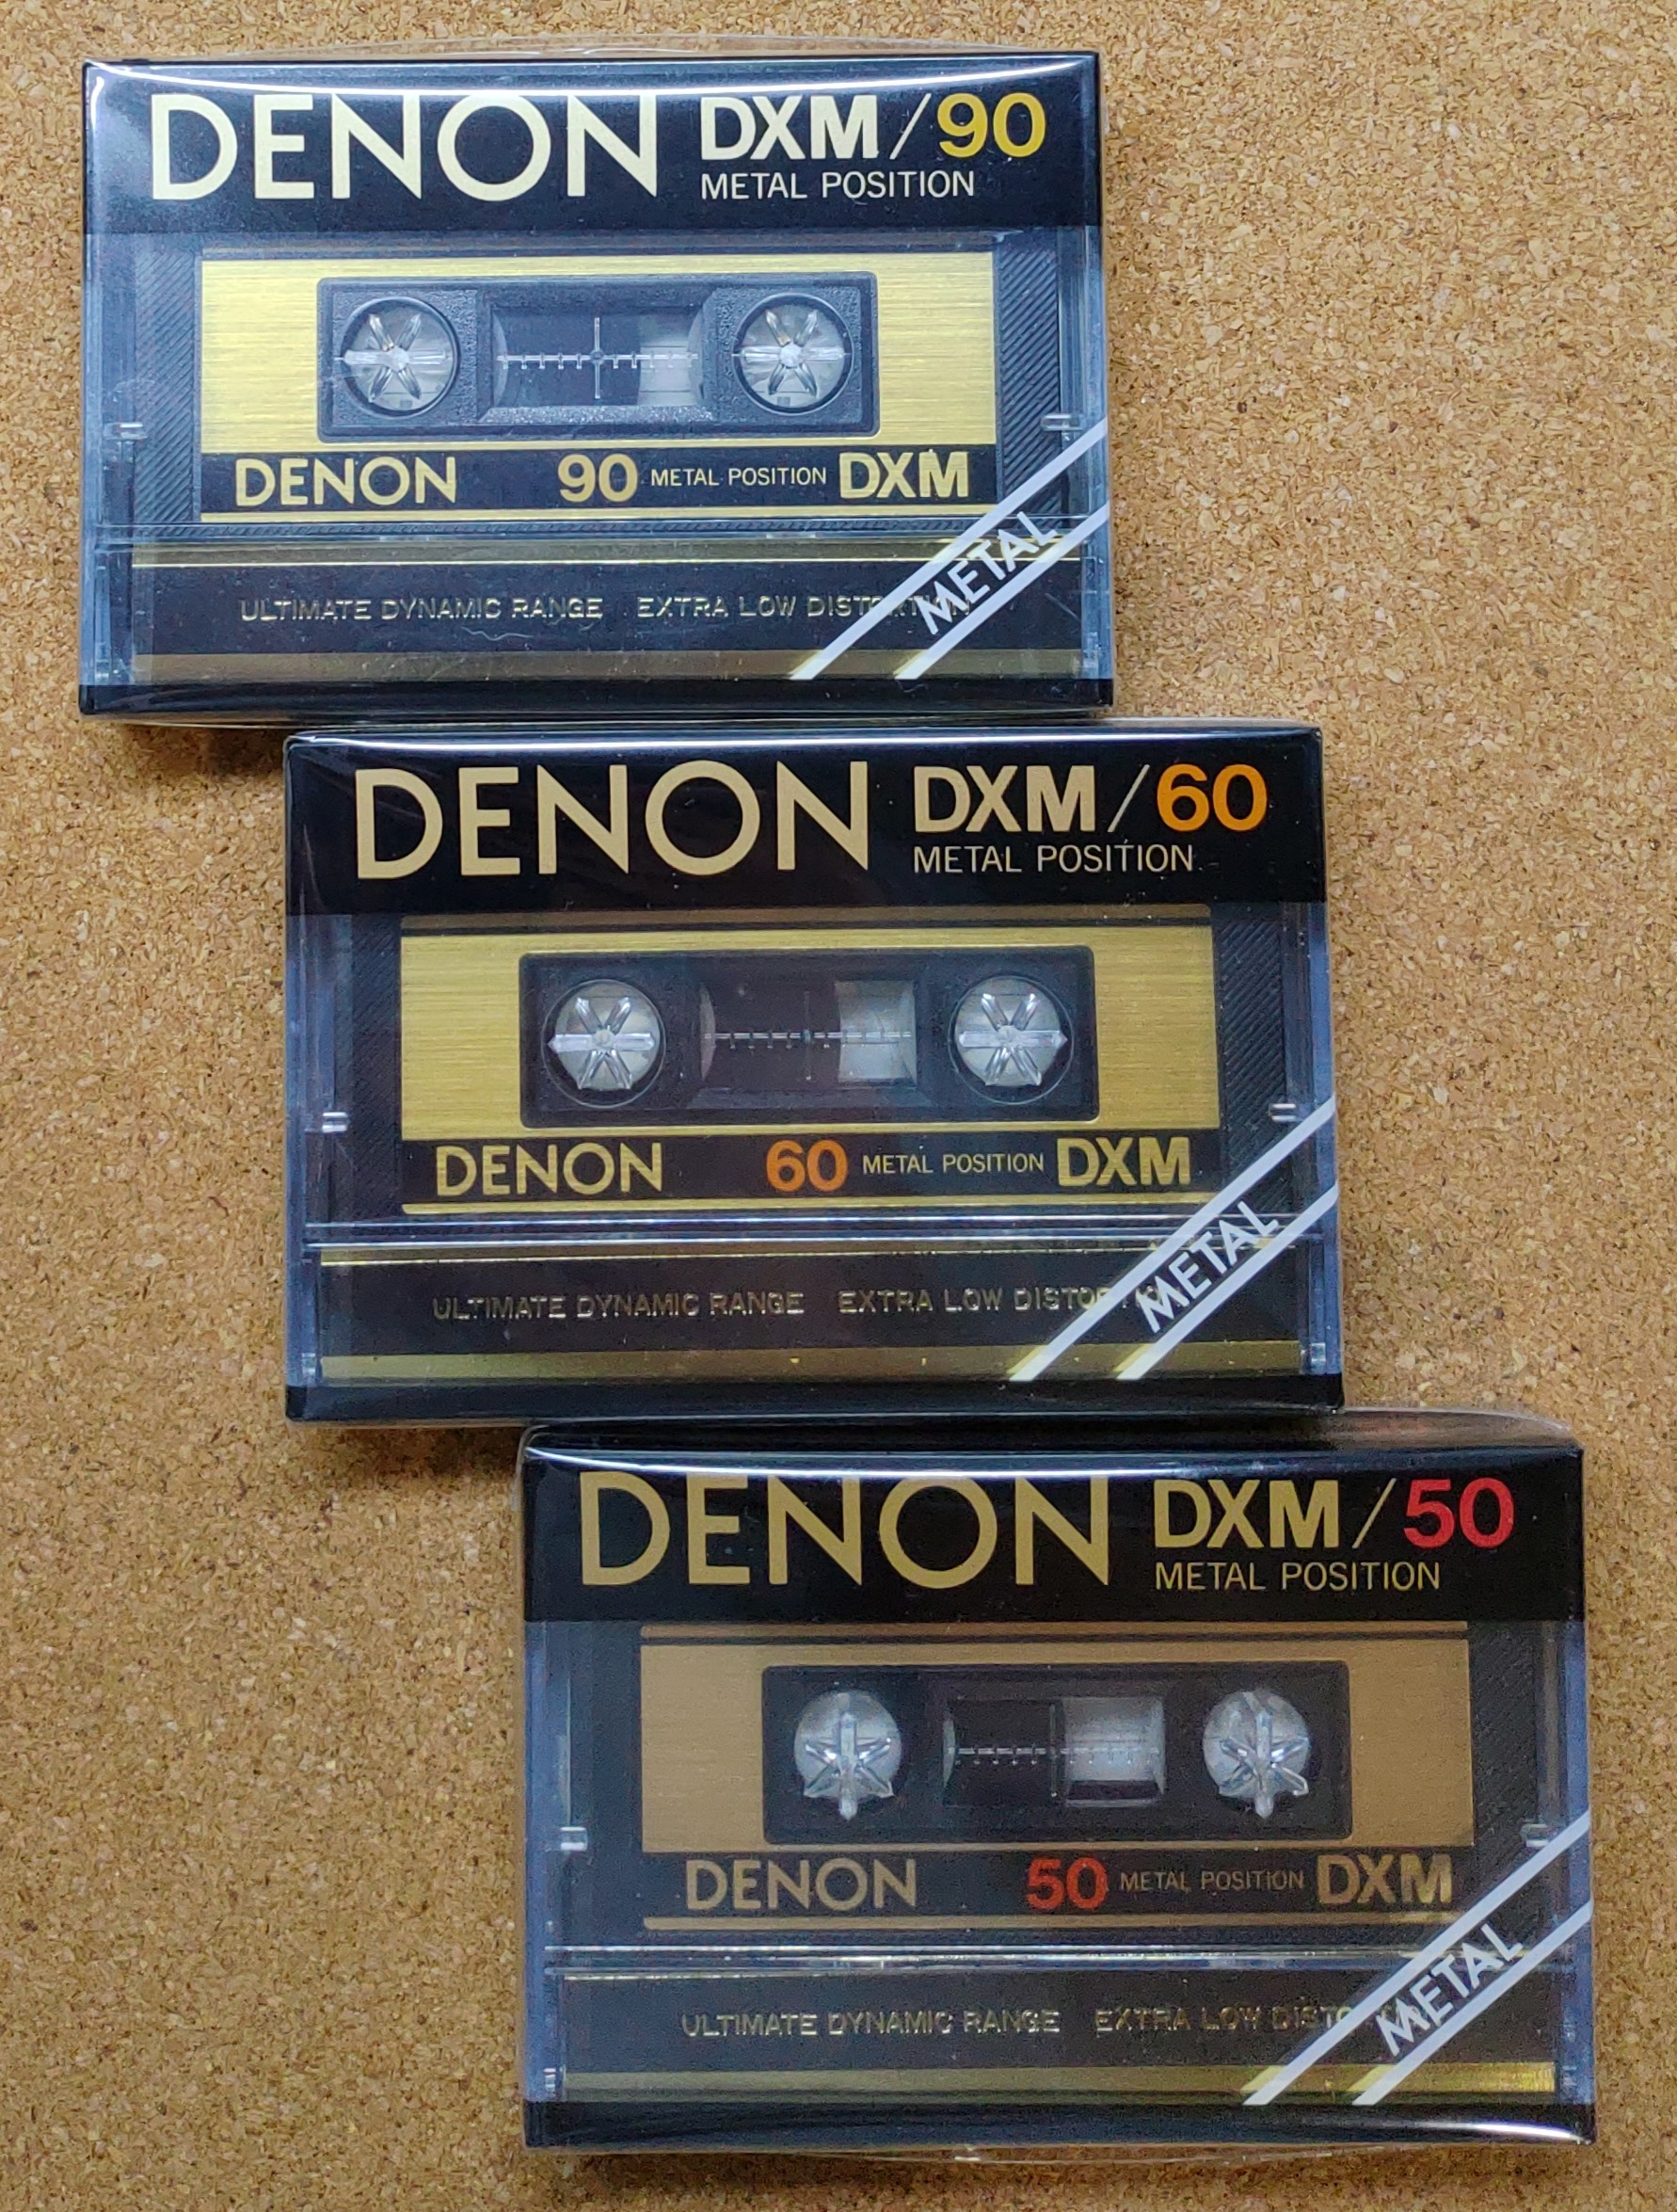 DENON DXM/90
METAL POSITION
DENON 90 METAL POSITION DXM
METAL
ULTIMATE DYNAMIC RANGE EXTRA LOW DISTORTION
DENON DXM/60
METAL POSITION
DENON 60 METAL POSITION DXM
METAL
ULTIMATE DYNAMIC RANGE EXTRA LOW
DENON DXM/50
METAL POSITION
DENON 50 METAL POSITION DXM
METAL
ULTIMATE DYNAMIC RANGE EXTRA LOW